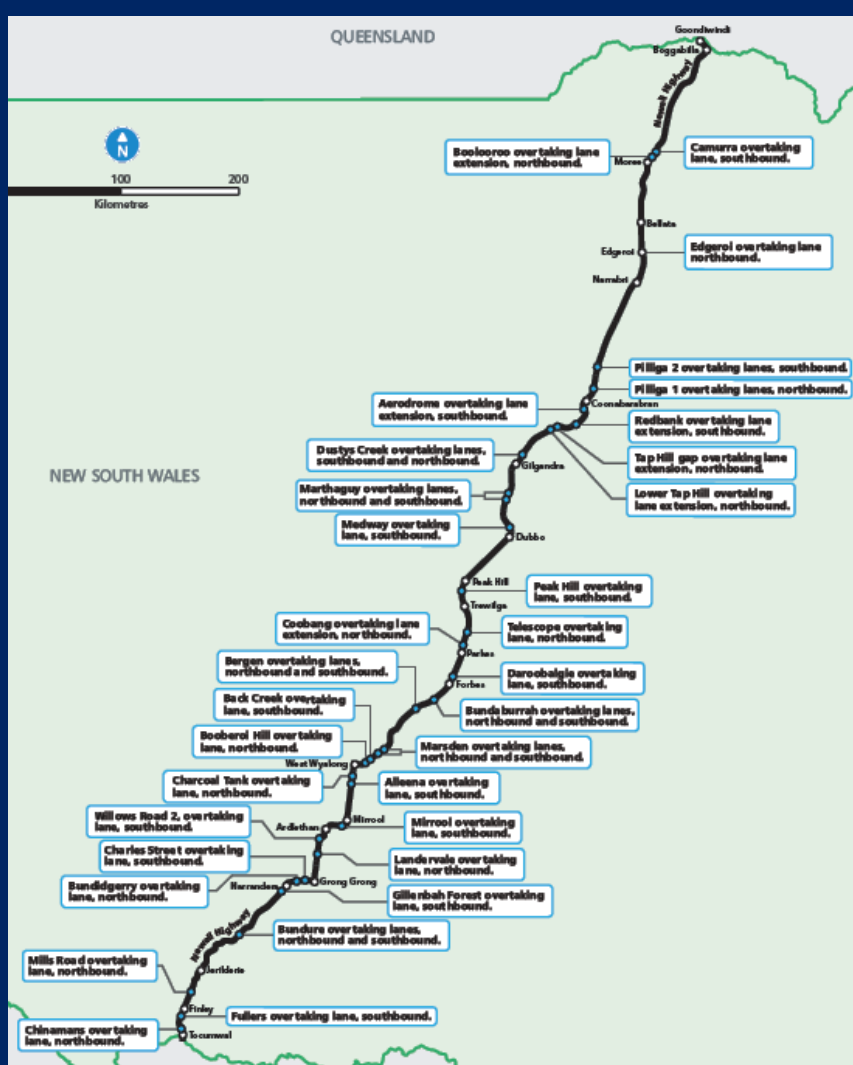 QUEENSLAND
Goondiwindi
Boggabilla
Newell Highway
N
100
200
Kilometres
Boolooroo overtaking lane
extension, northbound.
Camurra overtaking
lane, southbound.
Moree
Bellata
Edgeroi
Edgeroi overtaking lane
northbound.
Narrabri
Pilliga 2 overtaking lanes, southbound.
Pilliga 1 overtaking lanes, northbound.
Aerodrome overtaking lane
extension, southbound.
Coonabarabran
Redbank overtaking lane
extension, southbound.
Dustys Creek overtaking lanes,
southbound and northbound.
Gilgandra
Tap Hill gap overtaking lane
extension, northbound.
NEW SOUTH WALES
Marthaguy overtaking lanes,
northbound and southbound.
Lower Tap Hill overtaking
lane extension, northbound.
Medway overtaking
lane, southbound.
Dubbo
Peak Hill
Peak Hill overtaking
lane, southbound.
Trewilga
Coobang overtaking lane
extension, northbound.
Telescope overtaking
lane, northbound.
Parkes
Bergen overtaking lanes,
northbound and southbound.
Daroobalgie overtaking
lane, southbound.
Forbes
Back Creek overtaking
lane, southbound.
Bundaburrah overtaking lanes,
northbound and southbound.
Booberoi Hill overtaking
lane, northbound.
Marsden overtaking lanes,
northbound and southbound.
West Wyalong
Charcoal Tank overtaking
lane, northbound.
Alleena overtaking
lane, southbound.
Willows Road 2, overtaking
lane, southbound.
Ardlethan
Mirrool
Mirrool overtaking
lane, southbound.
Charles Street overtaking
lane, southbound.
Landervale overtaking
lane, northbound.
Bundidgerry overtaking
lane, northbound.
Narrandera
Grong Grong
Gillenbah Forest overtaking
lane, southbound.
Newell Highway
Bundure overtaking lanes,
northbound and southbound.
Mills Road overtaking
lane, northbound.
Jerilderie
Finley
Fullers overtaking lane, southbound.
Chinamans overtaking
lane, northbound.
Tocumwal